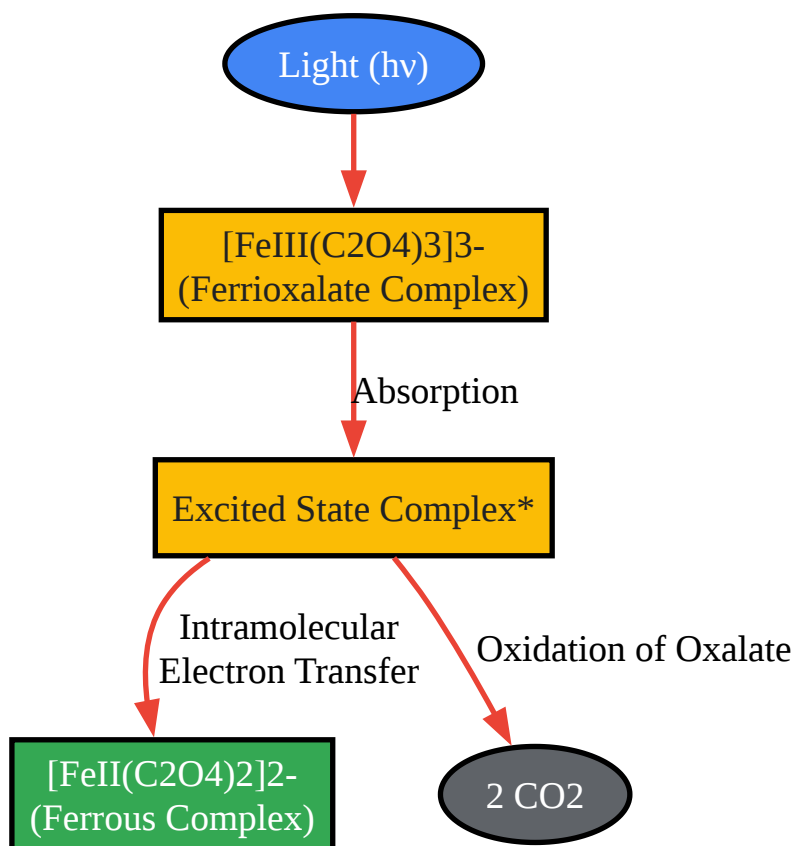 Light (hν)
[FeIII(C2O4)3]3-
(Ferrioxalate Complex)
Absorption
Excited State Complex*
Intramolecular
Electron Transfer
Oxidation of Oxalate
[FeII(C2O4)2]2-
(Ferrous Complex)
2 CO2